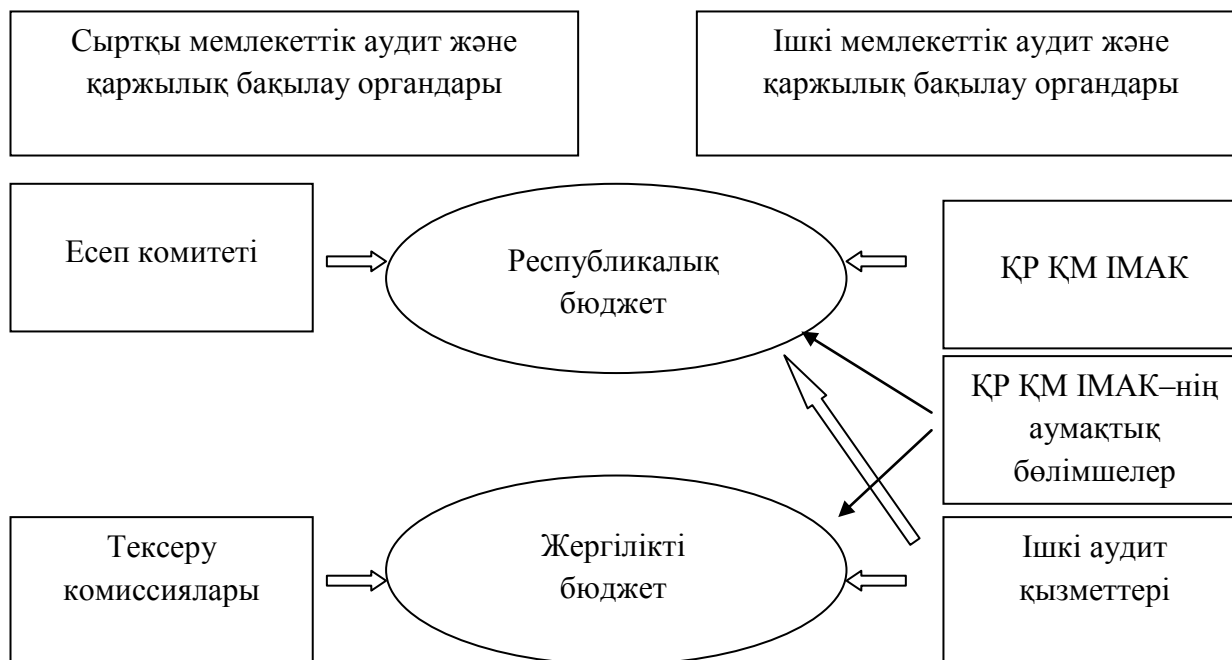 Сыртқы мемлекеттік аудит және
қаржылық бақылау органдары
Ішкі мемлекеттік аудит және
қаржылық бақылау органдары
Есеп комитеті
Республикалық
бюджет
ҚР ҚМ ІМАК
ҚР ҚМ ІМАК–нің
аумақтық
бөлімшелер
Тексеру
комиссиялары
Жергілікті
бюджет
Ішкі аудит
қызметтері